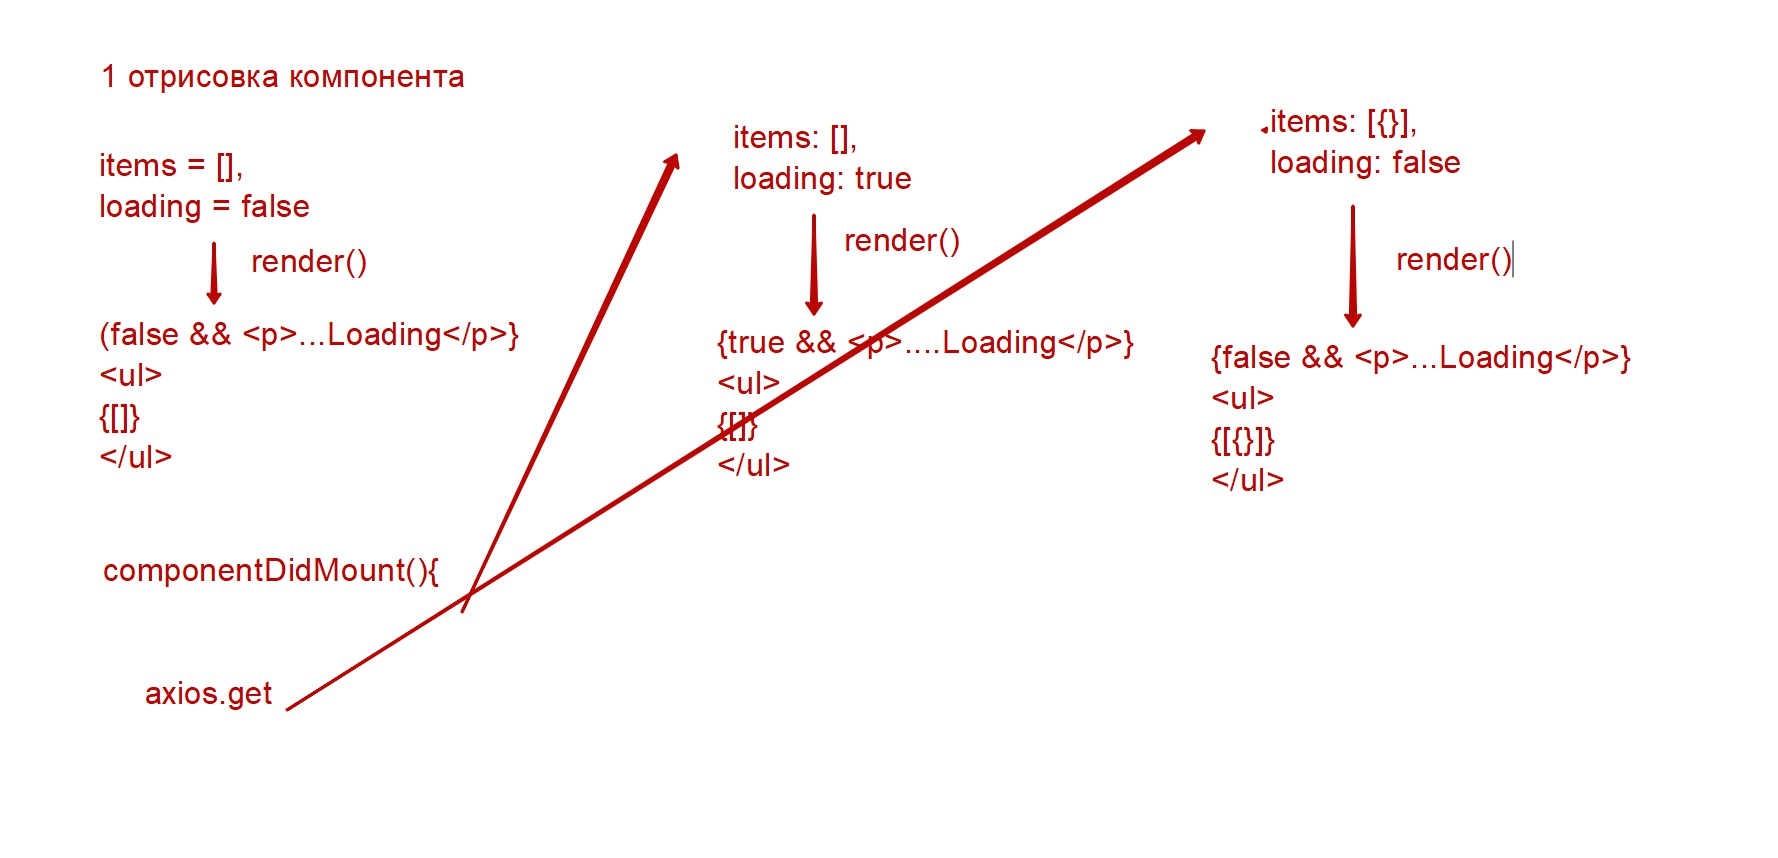 1 отрисовка компонента
items = [],
loading = false
render()
(false && <p>...Loading</p>}
<ul>
{[]}
</ul>
componentDidMount(){
axios.get
items: [],
loading: true
render()
{true && <p>....Loading</p>}
<ul>
{[]}
</ul>
items: [{}],
loading: false
render()
{false && <p>...Loading</p>}
<ul>
{[{}]}
</ul>